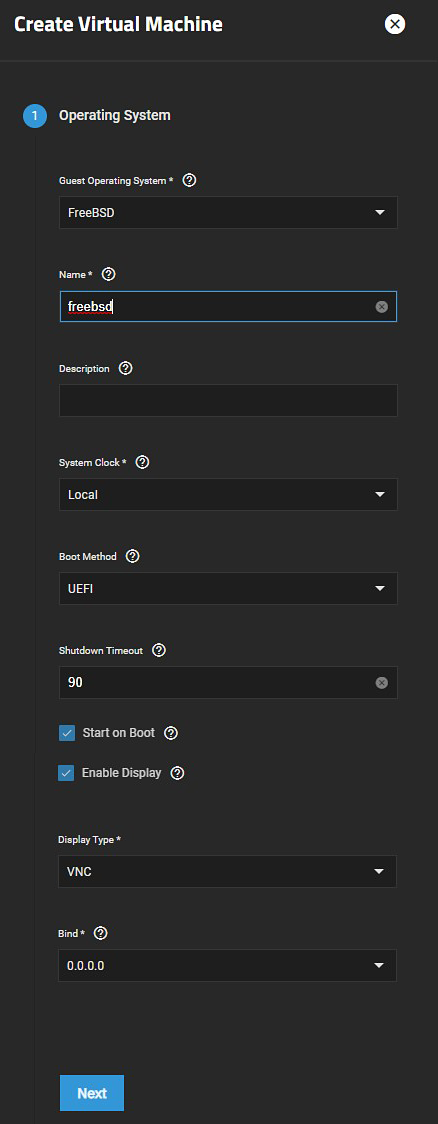 Create Virtual Machine
1 Operating System
Guest Operating System *
FreeBSD
Name *
freebsd
Description
System Clock *
Local
Boot Method
UEFI
Shutdown Timeout
90
Start on Boot
Enable Display
Display Type *
VNC
Bind *
0.0.0.0
Next